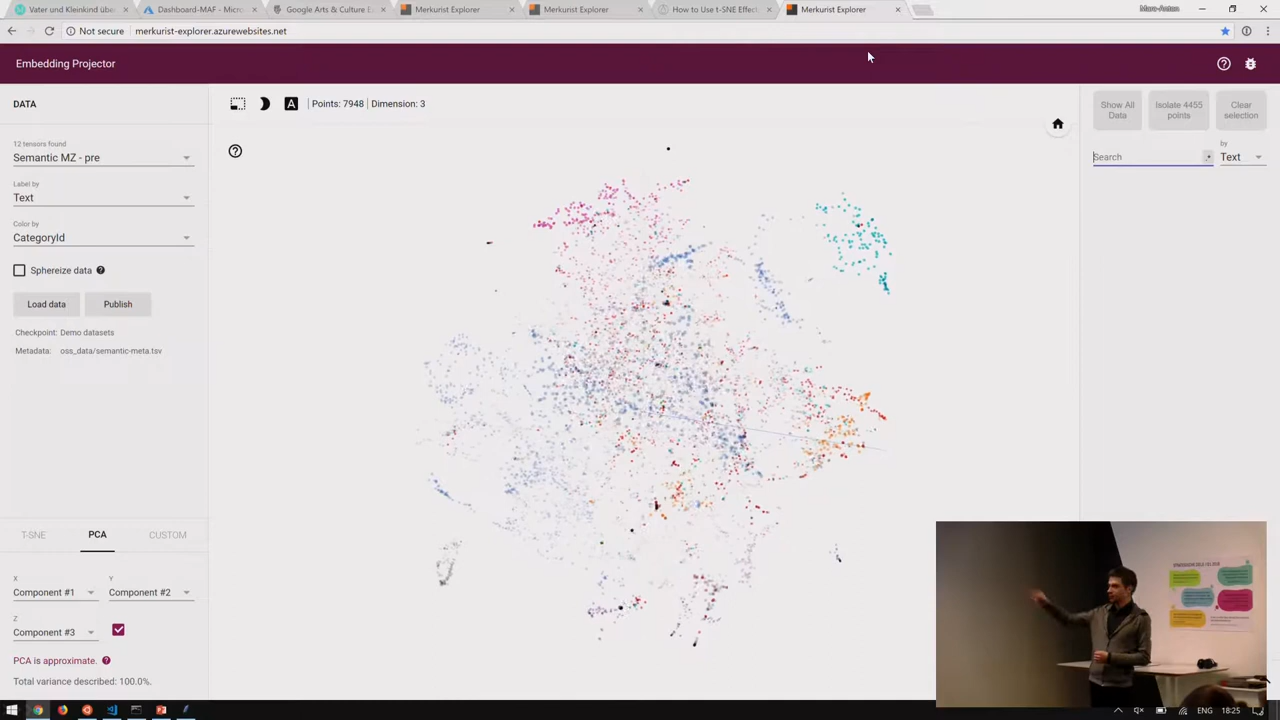 Vater und Kleinkind übe
Dashboard-MAF - Micro
Google Arts & Culture E
Merkurist Explorer
Merkurist Explorer
How to Use t-SNE Effec
Merkurist Explorer
Not secure
merkurist-explorer.azurewebsites.net
Embedding Projector
DATA
Points: 7948
Dimension: 3
Show All
Data
Isolate 4455
points
Clear
selection
12 tensors found
Semantic MZ - pre
Search
by
Text
Label by
Text
Color by
CategoryId
Sphereize data
Load data
Publish
Checkpoint: Demo datasets
Metadata: oss_data/semantic-meta.tsv
T-SNE
PCA
CUSTOM
X
Component #1
Y
Component #2
Z
Component #3
PCA is approximate.
Total variance described: 100.0%.
ENG
18:25